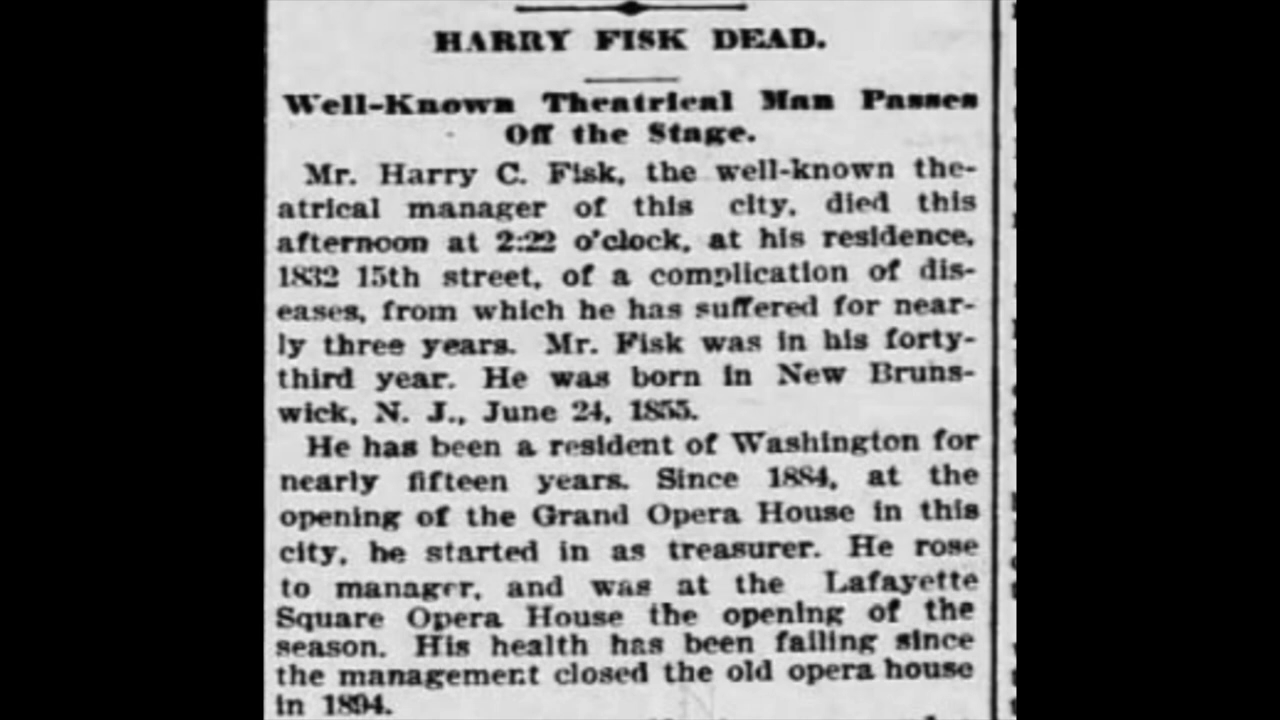 HARRY FISK DEAD.
Well-Known Theatrical Man Passes
Off the Stage.
Mr. Harry C. Fisk, the well-known the-
atrical manager of this city, died this
afternoon at 2:22 o'clock, at his residence,
1832 15th street, of a complication of dis-
eases, from which he has suffered for near-
ly three years. Mr. Fisk was in his forty-
third year. He was born in New Bruns-
wick, N. J., June 24, 1855.
He has been a resident of Washington for
nearly fifteen years. Since 1884, at the
opening of the Grand Opera House in this
city, he started in as treasurer. He rose
to manager, and was at the Lafayette
Square Opera House the opening of the
season. His health has been failing since
the management closed the old opera house
in 1894.